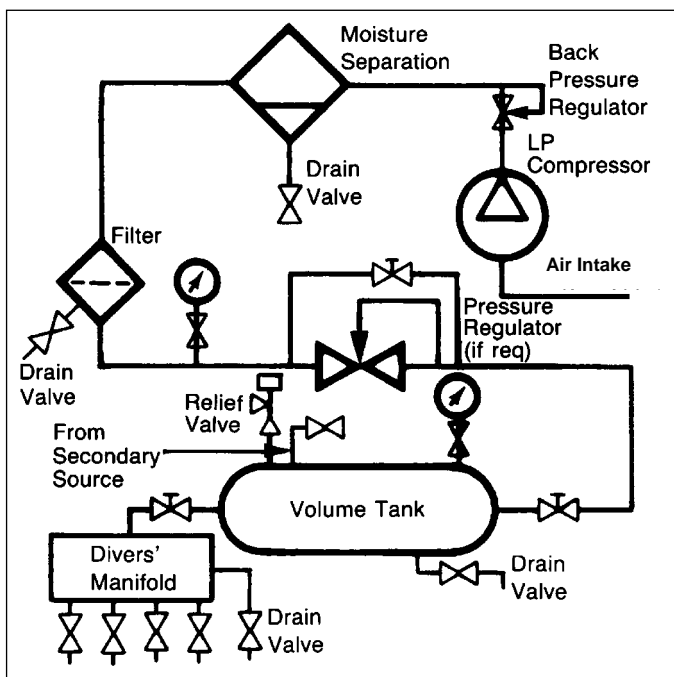 Moisture
Separation
Back
Pressure
Regulator
LP
Compressor
Drain
Valve
Filter
Air Intake
Pressure
Regulator
(if req)
Drain
Valve
Relief
Valve
From
Secondary
Source
Volume Tank
Divers'
Manifold
Drain
Valve
Drain
Valve